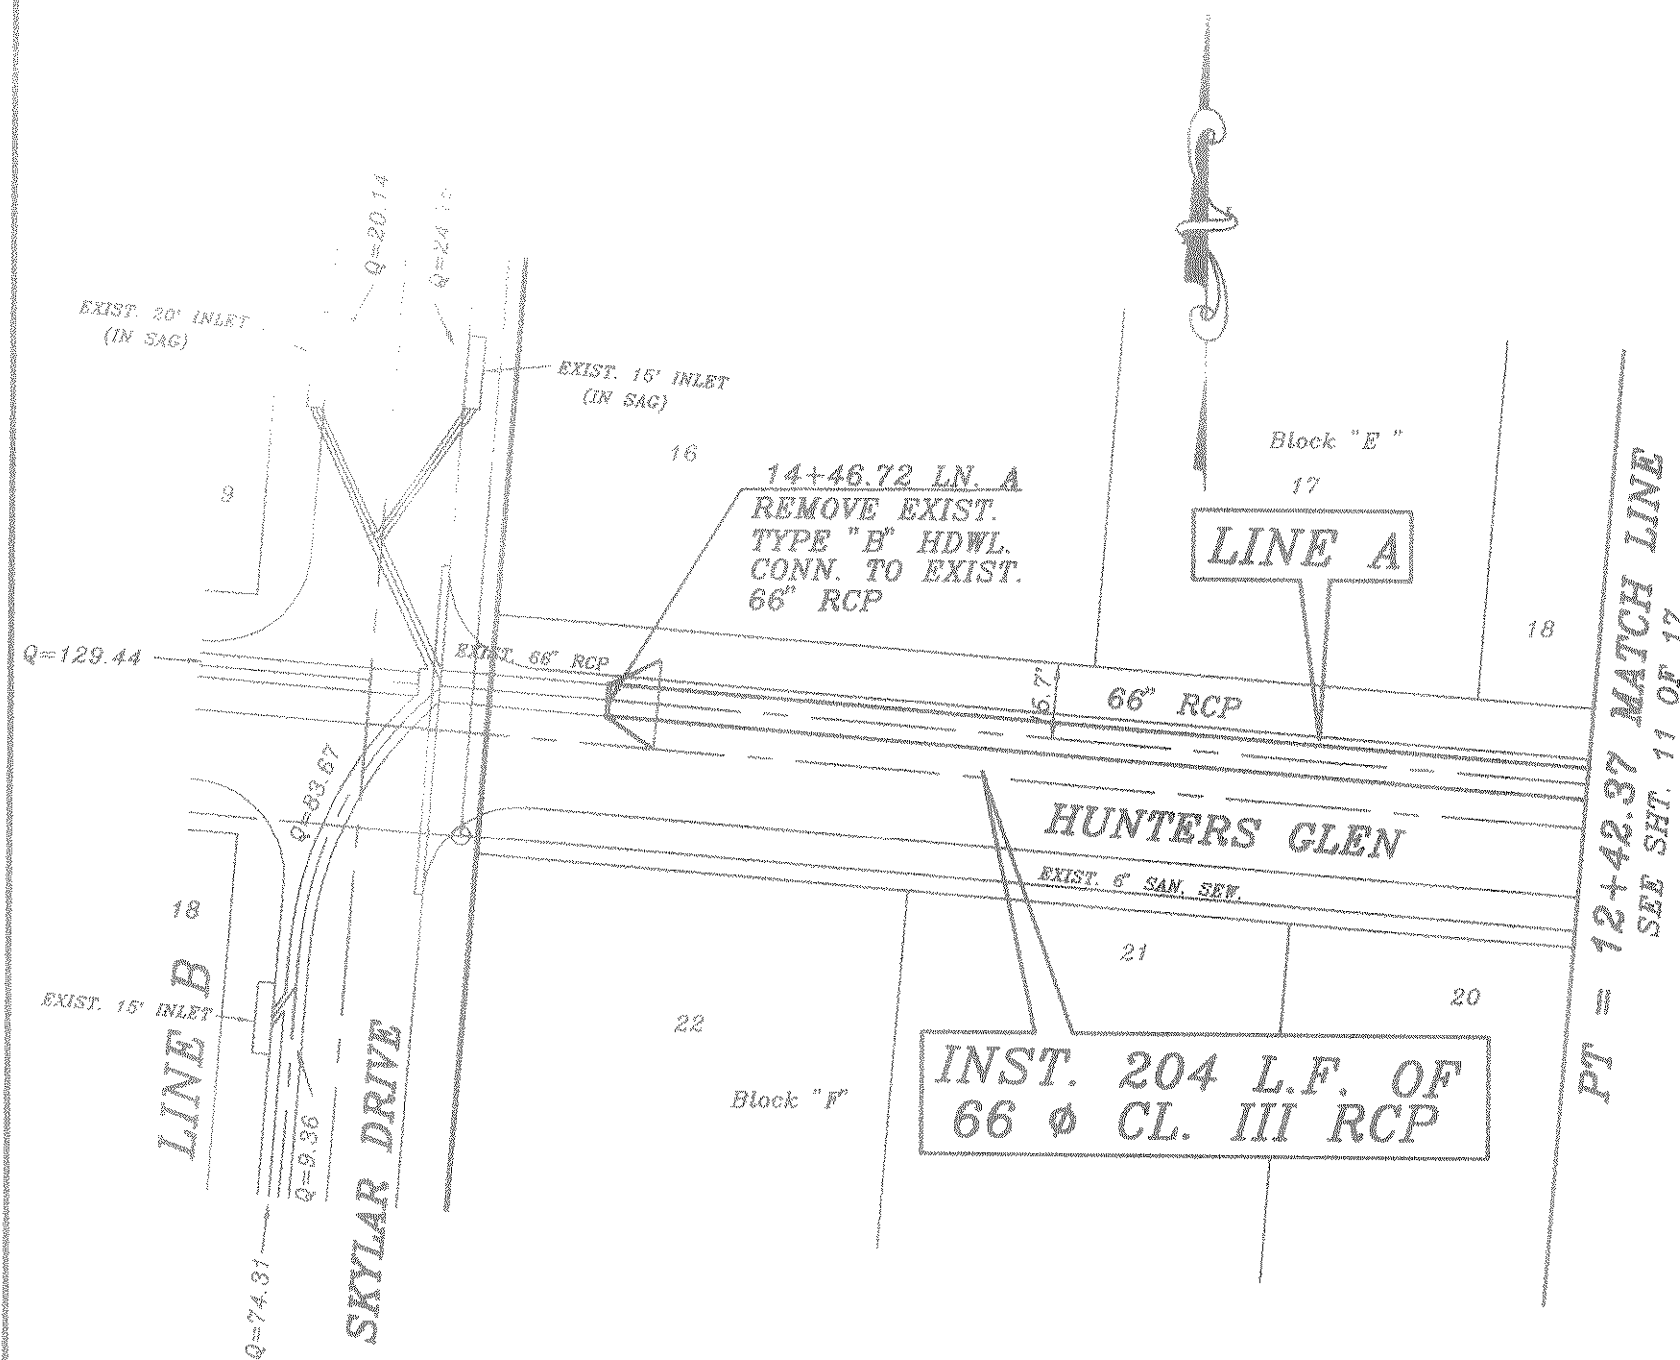 Q=20.14
EXIST. 20' INLET
(IN SAG)
EXIST. 15' INLET
(IN SAG)
16
9
14+46.72 LN. A
REMOVE EXIST.
TYPE "B" HDWL.
CONN. TO EXIST.
66" RCP
Block "E "
17
LINE A
18
Q=129.44
EXIST. 66" RCP
66" RCP
Q=83.67
HUNTERS GLEN
EXIST. 6" SAN. SEW.
PT = 12+42.37 MATCH LINE
SEE SHT. 11 OF 17
18
LINE B
EXIST. 15' INLET
Q=9.36
SKYLAR DRIVE
Q=74.31
22
Block "F"
21
20
INST. 204 L.F. OF
66 ϕ CL. III RCP